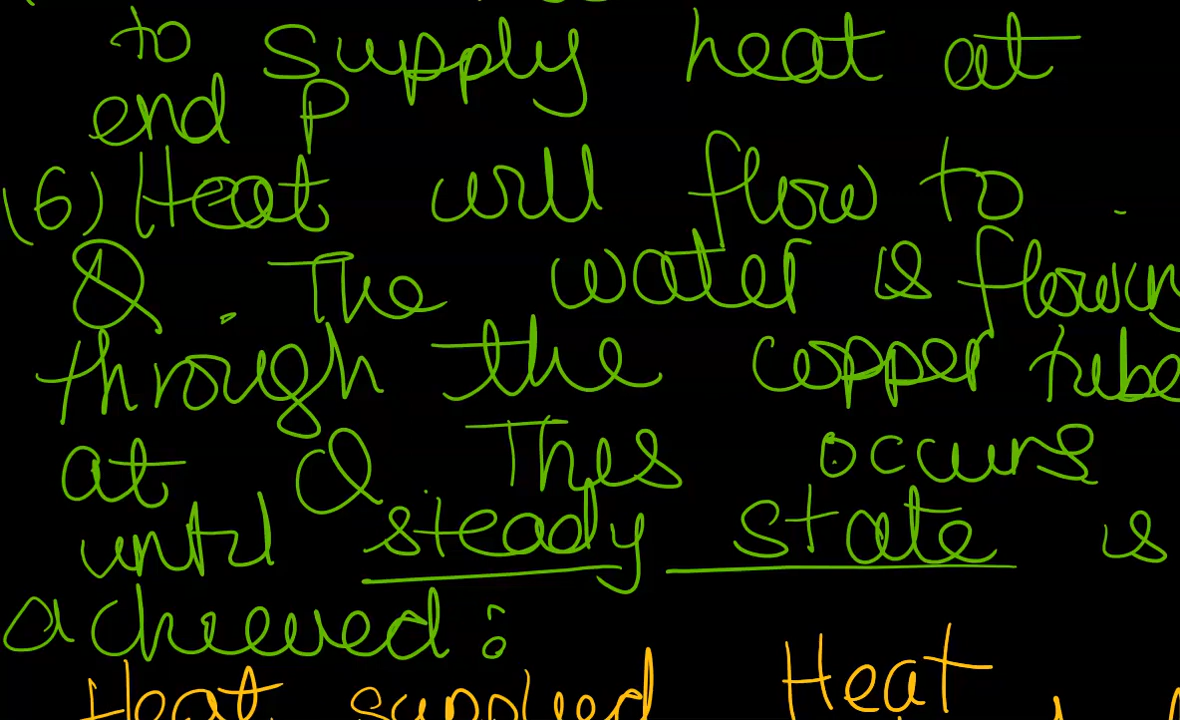 to supply heat at
end P
(6) Heat will flow to
Q. The water is flowin
through the copper tube
at Q This occurs
until steady state is
achieved:
Heat supplied Heat